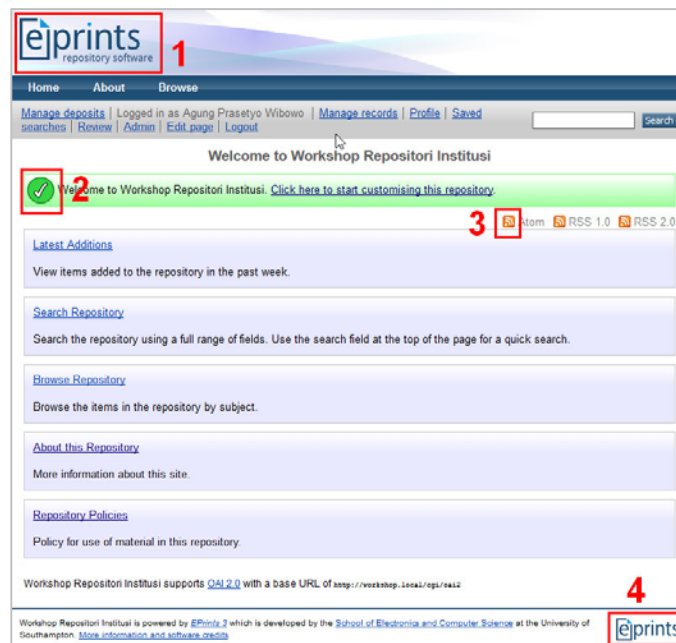 eprints
repository software
1
Home About Browse
Manage deposits | Logged in as Agung Prasetyo Wibowo | Manage records | Profile | Saved
searches | Review | Admin | Edit page | Logout
Search
Welcome to Workshop Repositori Institusi
2
Welcome to Workshop Repositori Institusi. Click here to start customising this repository.
3
Atom RSS 1.0 RSS 2.0
Latest Additions
View items added to the repository in the past week.
Search Repository
Search the repository using a full range of fields. Use the search field at the top of the page for a quick search.
Browse Repository
Browse the items in the repository by subject.
About this Repository
More information about this site.
Repository Policies
Policy for use of material in this repository.
Workshop Repositori Institusi supports OAI 2.0 with a base URL of http://workshop.local/cgi/oai2
4
Workshop Repositori Institusi is powered by EPrints 3 which is developed by the School of Electronics and Computer Science at the University of
Southampton. More information and software credits.
eprints